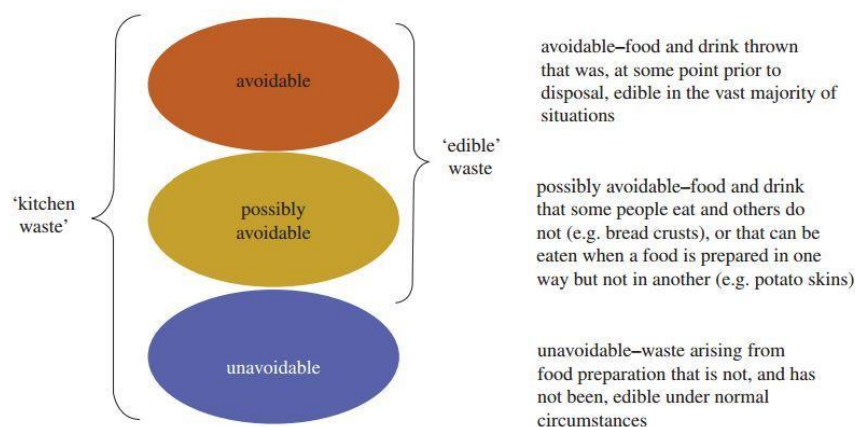 avoidable
possibly
avoidable
unavoidable
'kitchen
waste'
'edible'
waste
avoidable–food and drink thrown
that was, at some point prior to
disposal, edible in the vast majority of
situations
possibly avoidable–food and drink
that some people eat and others do
not (e.g. bread crusts), or that can be
eaten when a food is prepared in one
way but not in another (e.g. potato skins)
unavoidable–waste arising from
food preparation that is not, and has
not been, edible under normal
circumstances